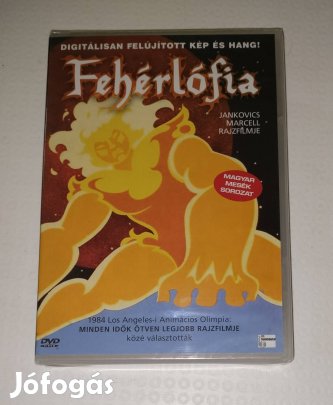 DIGITÁLISAN FELÚJÍTOTT KÉP ÉS HANG!
Fehérlófia
JANKOVICS
MARCELL
RAJZFILMJE
MAGYAR
MESÉK
SOROZAT
1984 Los Angeles-i Animációs Olimpia:
MINDEN IDŐK ÖTVEN LEGJOBB RAJZFILMJE
közé választották
DVD
Jófogás